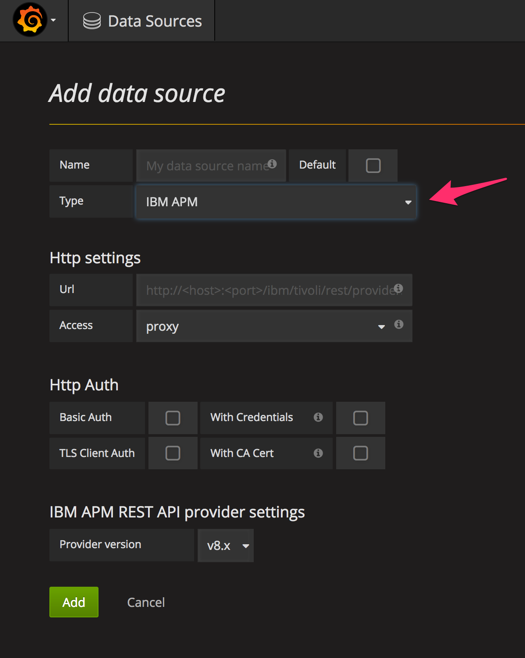 Data Sources
Add data source
Name My data source name Default
Type IBM APM
Http settings
Url http://<host>:<port>/ibm/tivoli/rest/provider
Access proxy
Http Auth
Basic Auth With Credentials
TLS Client Auth With CA Cert
IBM APM REST API provider settings
Provider version v8.x
Add Cancel